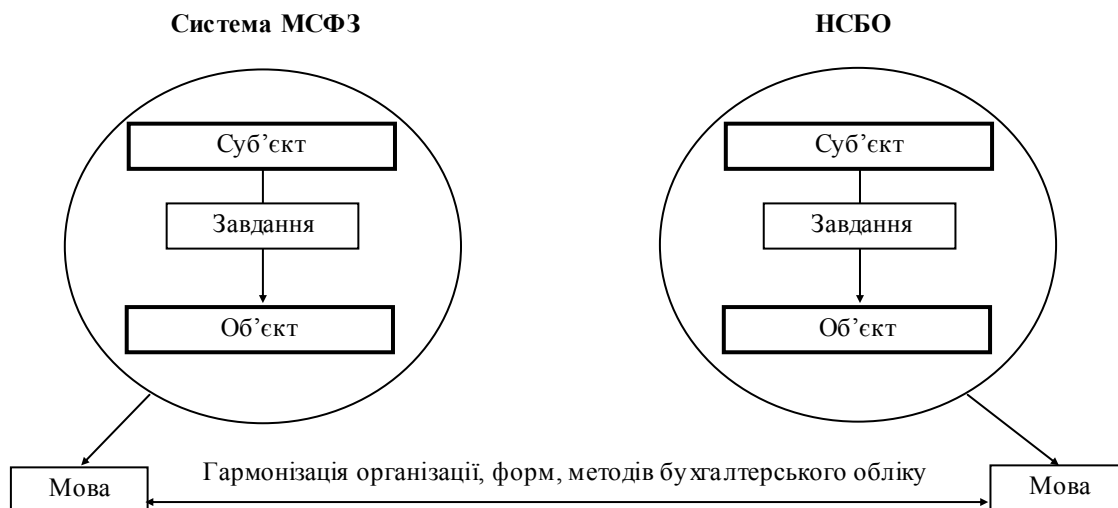 Система МСФЗ
НСБО
Суб’єкт
Суб’єкт
Завдання
Завдання
Об’єкт
Об’єкт
Гармонізація організації, форм, методів бухгалтерського обліку
Мова
Мова